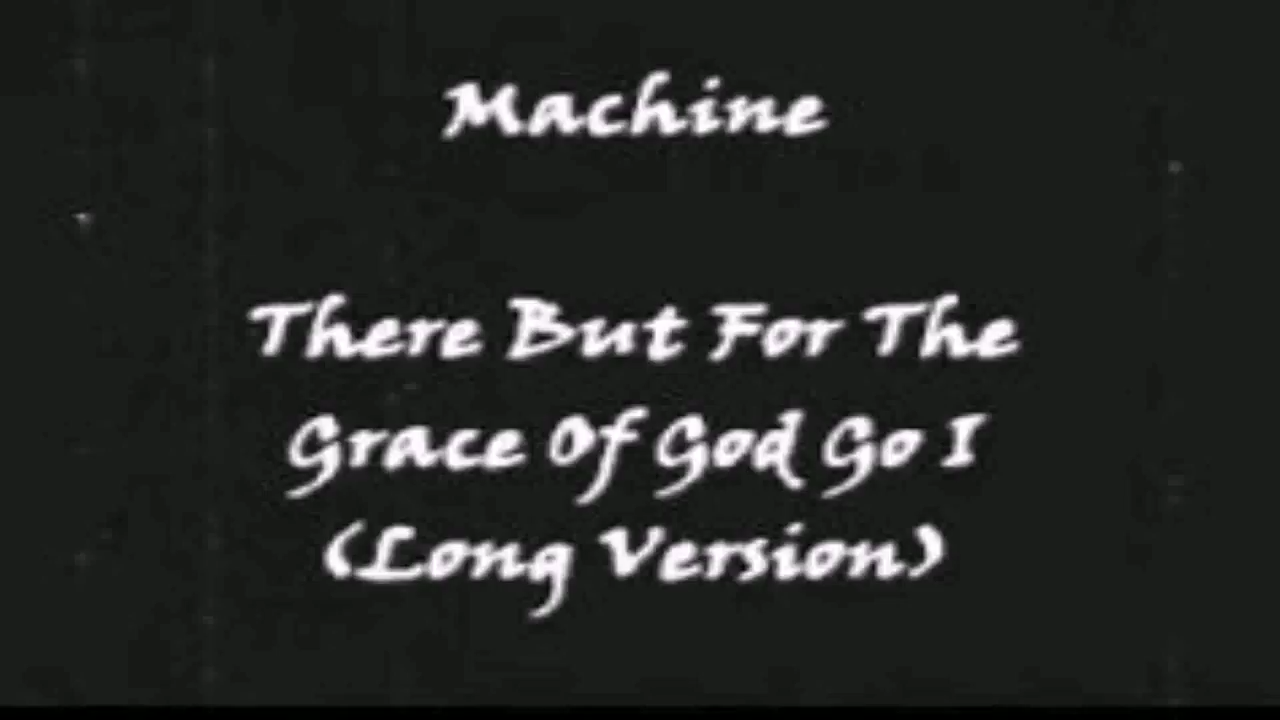 Machine
There But For The
Grace Of God Go I
(Long Version)